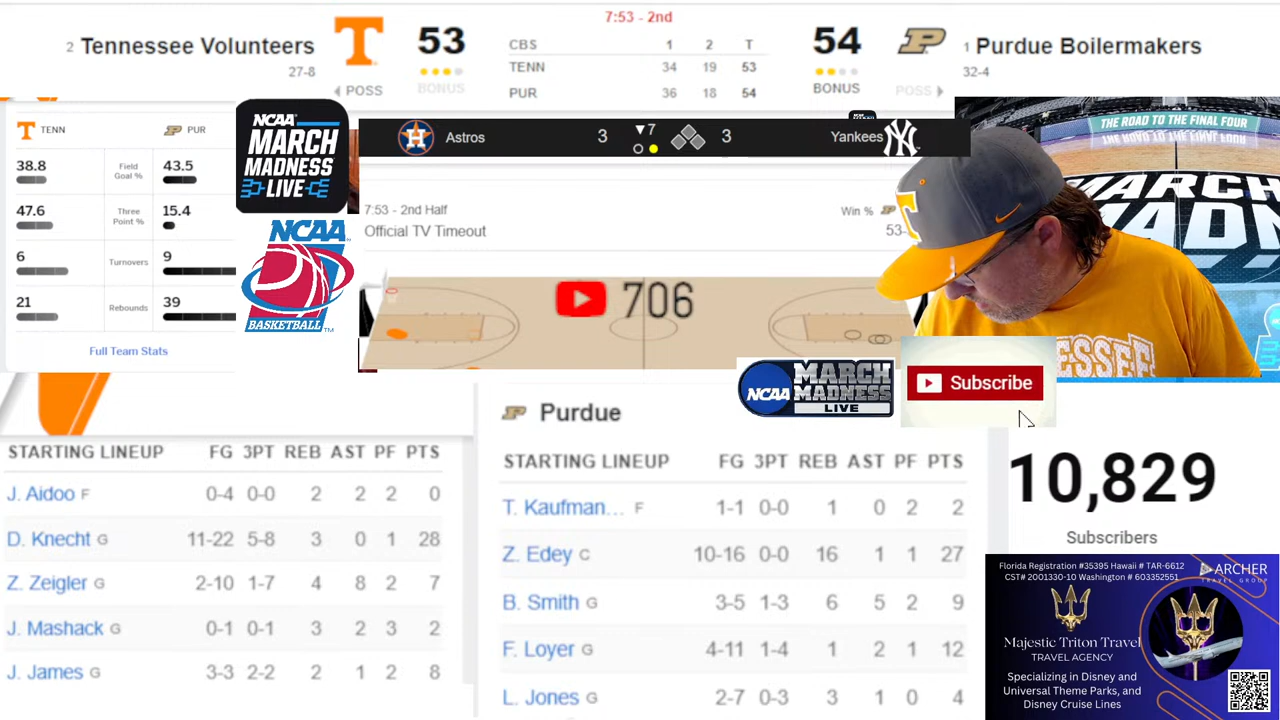 7:53 - 2nd
2 Tennessee Volunteers
27-8
T
53
BONUS
POSS
CBS 1 2 T
TENN 34 19 53
PUR 36 18 54
54
BONUS
POSS
P
1 Purdue Boilermakers
32-4
T TENN P PUR
38.8 Field Goal % 43.5
47.6 Three Point % 15.4
6 Turnovers 9
21 Rebounds 39
Full Team Stats
NCAA
MARCH
MADNESS
LIVE
NCAA
BASKETBALL™
H Astros 3 ▼7 3 Yankees NY
7:53 - 2nd Half
Official TV Timeout
Win % P
53-
706
THE ROAD TO THE FINAL FOUR
MARCH
MAD
T
ESSEE
NCAA MARCH
MADNESS
LIVE
Subscribe
STARTING LINEUP FG 3PT REB AST PF PTS
J. Aidoo F 0-4 0-0 2 2 2 0
D. Knecht G 11-22 5-8 3 0 1 28
Z. Zeigler G 2-10 1-7 4 8 2 7
J. Mashack G 0-1 0-1 3 2 3 2
J. James G 3-3 2-2 2 1 2 8
P Purdue
STARTING LINEUP FG 3PT REB AST PF PTS
T. Kaufman... F 1-1 0-0 1 0 2 2
Z. Edey C 10-16 0-0 16 1 1 27
B. Smith G 3-5 1-3 6 5 2 9
F. Loyer G 4-11 1-4 1 2 1 12
L. Jones G 2-7 0-3 3 1 0 4
10,829
Subscribers
Florida Registration #35395 Hawaii # TAR-6612
CST# 2001330-10 Washington # 603352551
ARCHER
TRAVEL GROUP
Majestic Triton Travel
TRAVEL AGENCY
Specializing in Disney and
Universal Theme Parks, and
Disney Cruise Lines